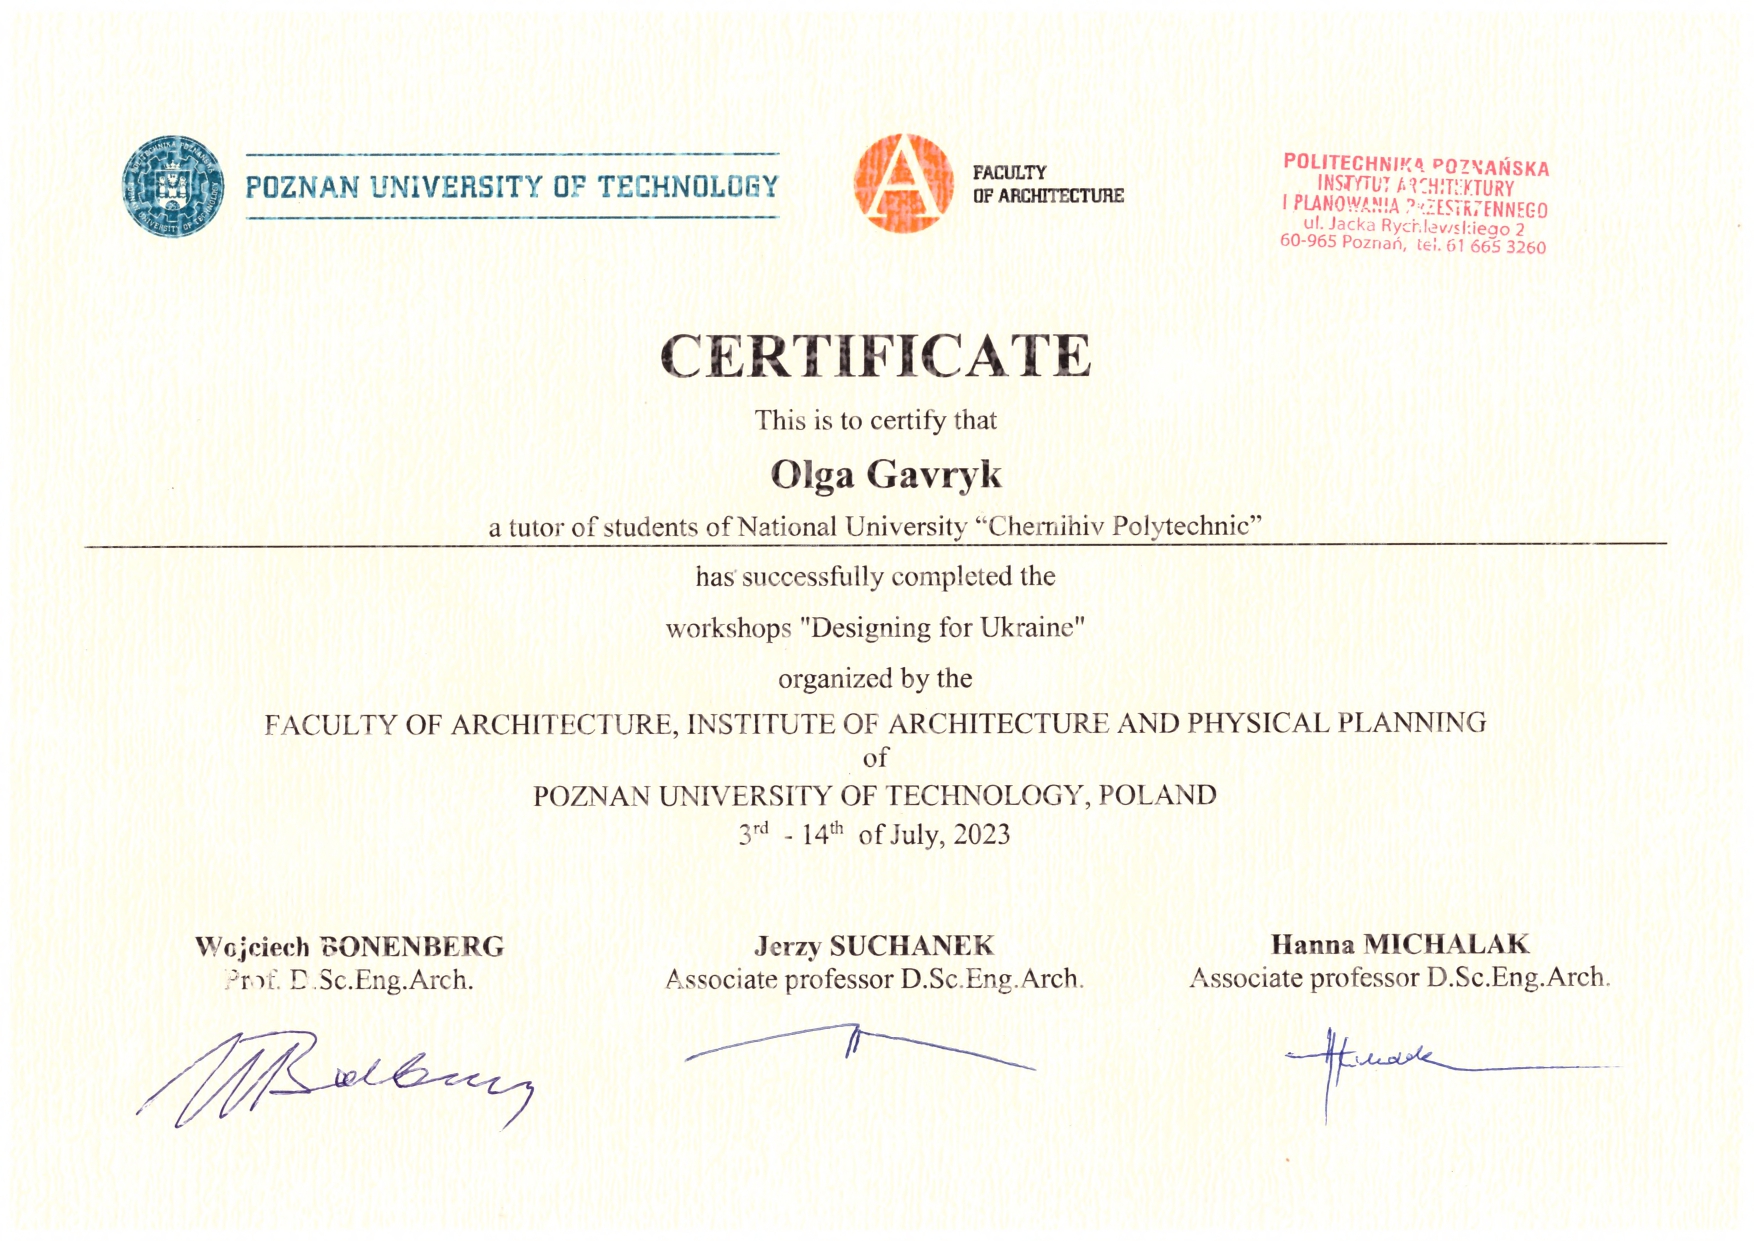 POZNAN UNIVERSITY OF TECHNOLOGY
FACULTY
OF ARCHITECTURE
POLITECHNIKA POZNAŃSKA
INSTYTUT ARCHITEKTURY
I PLANOWANIA PRZESTRZENNEGO
ul. Jacka Rychlewskiego 2
60-965 Poznań, tel. 61 665 3260
CERTIFICATE
This is to certify that
Olga Gavryk
a tutor of students of National University “Chernihiv Polytechnic”
has successfully completed the
workshops "Designing for Ukraine"
organized by the
FACULTY OF ARCHITECTURE, INSTITUTE OF ARCHITECTURE AND PHYSICAL PLANNING
of
POZNAN UNIVERSITY OF TECHNOLOGY, POLAND
3rd - 14th of July, 2023
Wojciech BONENBERG
Prof. D.Sc.Eng.Arch.
Jerzy SUCHANEK
Associate professor D.Sc.Eng.Arch.
Hanna MICHALAK
Associate professor D.Sc.Eng.Arch.